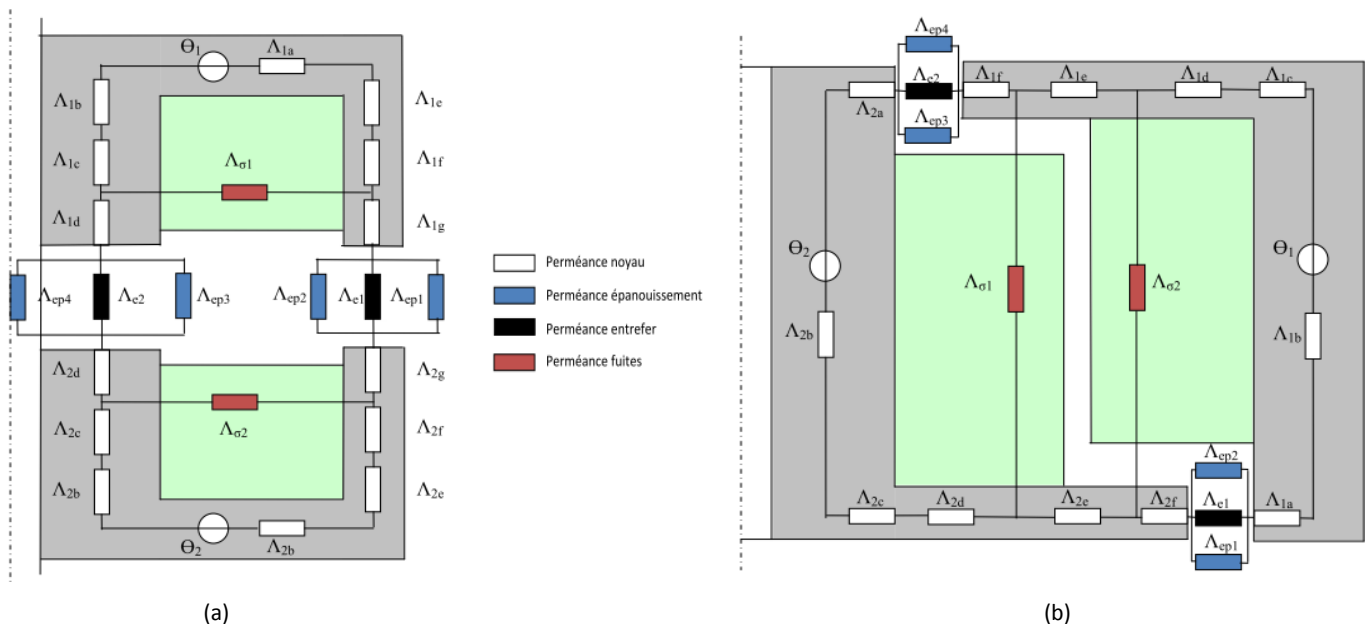 Θ₁
Λ₁ₐ
Λ1b
Λ1e
Λ1c
Λσ1
Λ1f
Λ1d
Λ1g
Λep4
Λe2
Λep3
Λep2
Λe1
Λep1
Λ2d
Λ2g
Λ2c
Λσ2
Λ2f
Λ2b
Λ2e
Θ₂
Λ2b
(a)
Perméance noyau
Perméance épanouissement
Perméance entrefer
Perméance fuites
Λep4
Λe2
Λ1f
Λ1e
Λ1d
Λ1c
Λ2a
Λep3
Θ₂
Θ₁
Λσ1
Λσ2
Λ2b
Λ1b
Λep2
Λ2c
Λ2d
Λ2e
Λ2f
Λe1
Λ1a
Λep1
(b)